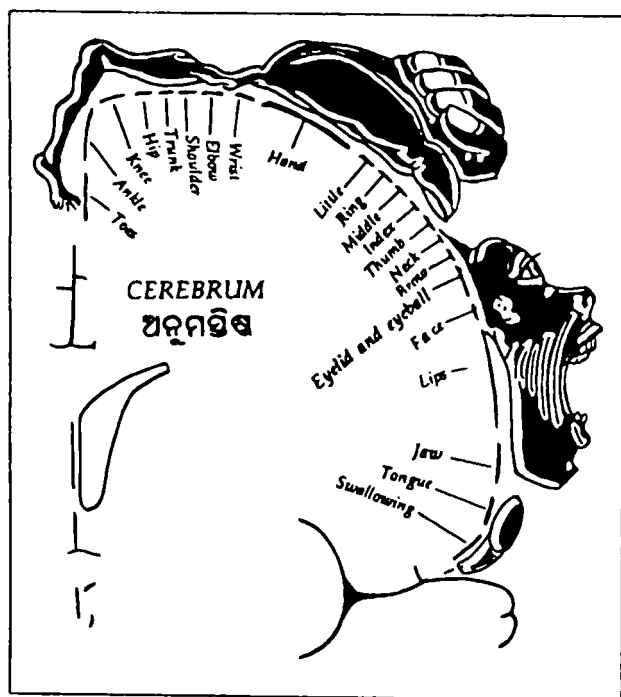 Toes
Ankle
Knee
Hip
Trunk
Shoulder
Elbow
Wrist
Hand
Little
Ring
Middle
Index
Thumb
Neck
Eyelid and eyeball
Face
Lips
Jaw
Tongue
Swallowing
CEREBRUM
ଅନୁମସ୍ତିଷ